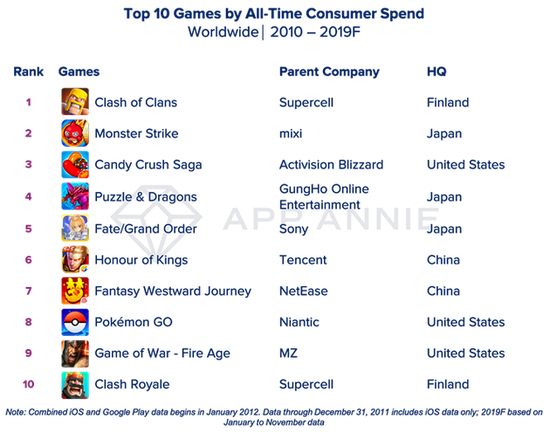 Top 10 Games by All-Time Consumer Spend
Worldwide| 2010 – 2019F
Rank Games Parent Company HQ
1 Clash of Clans Supercell Finland
2 Monster Strike mixi Japan
3 Candy Crush Saga Activision Blizzard United States
4 Puzzle & Dragons GungHo Online Entertainment Japan
5 Fate/Grand Order Sony Japan
6 Honour of Kings Tencent China
7 Fantasy Westward Journey NetEase China
8 Pokémon GO Niantic United States
9 Game of War - Fire Age MZ United States
10 Clash Royale Supercell Finland
APP ANNIE
Note: Combined iOS and Google Play data begins in January 2012. Data through December 31, 2011 includes iOS data only; 2019F based on
January to November data